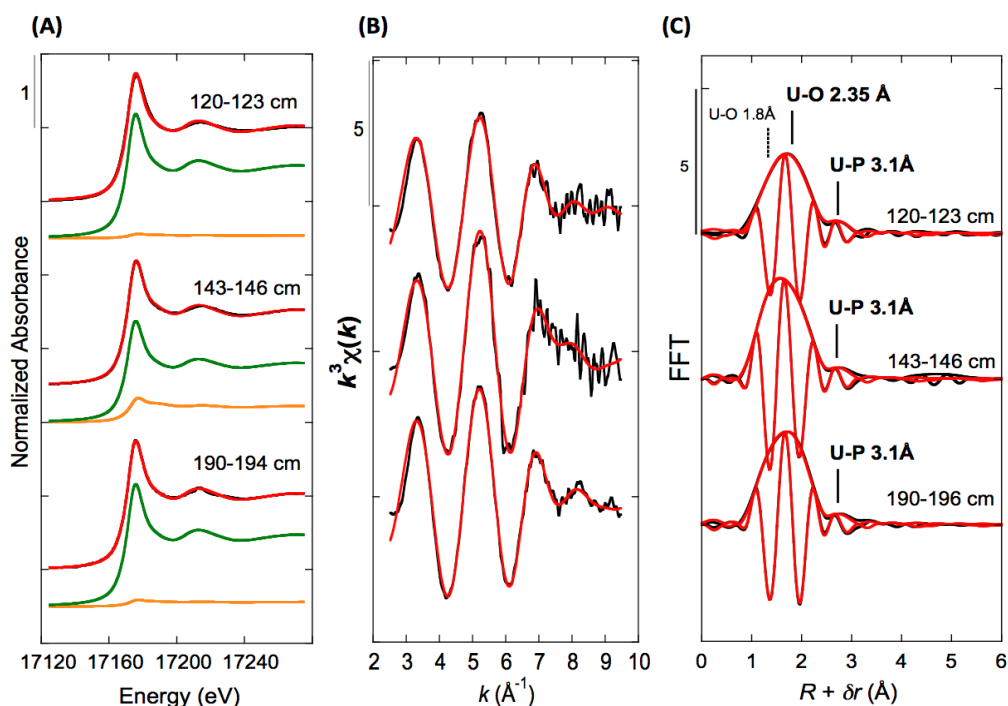 (A)
1
120-123 cm
143-146 cm
190-194 cm
Normalized Absorbance
17120 17160 17200 17240
Energy (eV)
(B)
5
k³χ(k)
2 3 4 5 6 7 8 9 10
k (Å⁻¹)
(C)
U-O 2.35 Å
U-O 1.8Å
5
U-P 3.1Å
120-123 cm
U-P 3.1Å
143-146 cm
U-P 3.1Å
190-196 cm
FFT
0 1 2 3 4 5 6
R + δr (Å)